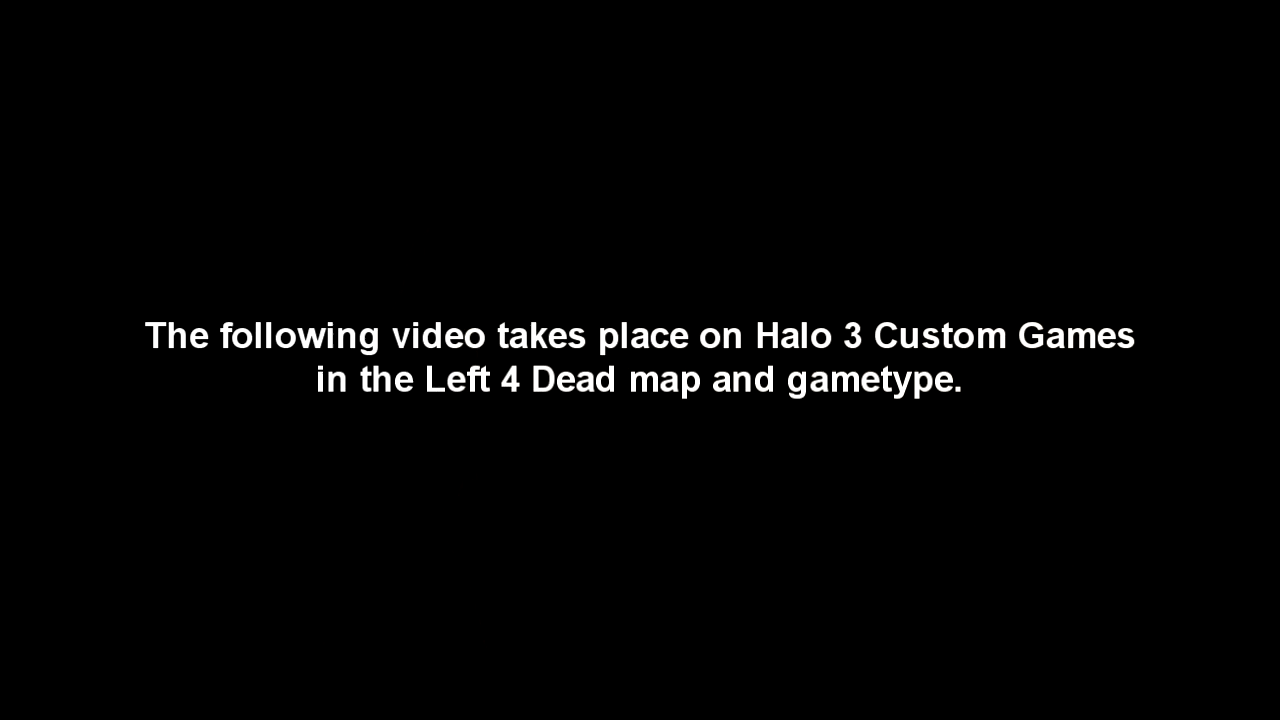 The following video takes place on Halo 3 Custom Games
in the Left 4 Dead map and gametype.